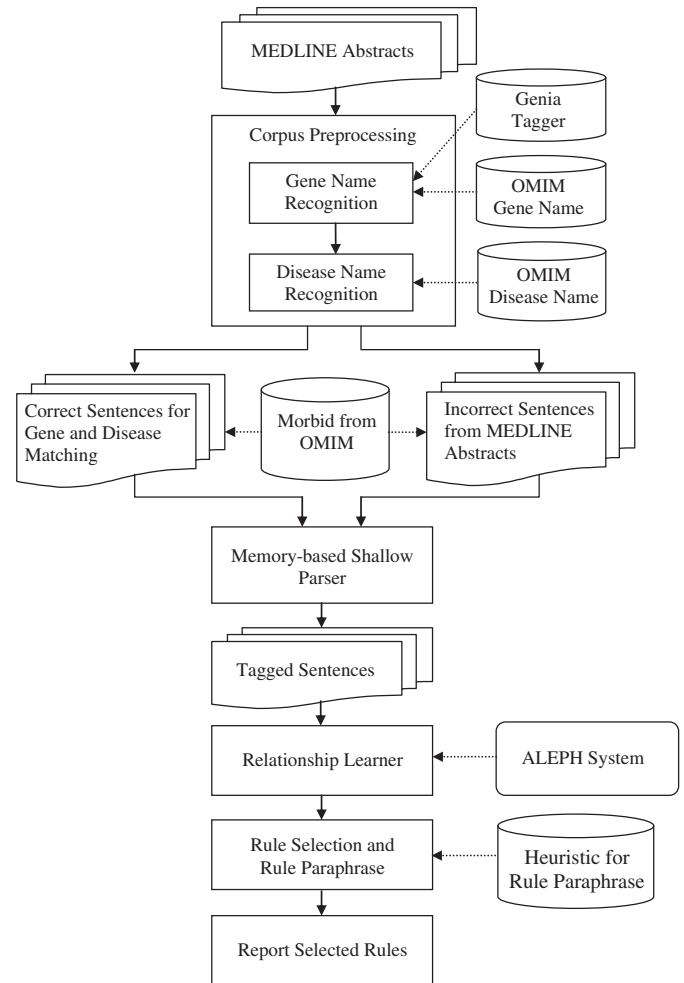 MEDLINE Abstracts
Genia
Tagger
Corpus Preprocessing
Gene Name
Recognition
OMIM
Gene Name
Disease Name
Recognition
OMIM
Disease Name
Correct Sentences for
Gene and Disease
Matching
Morbid from
OMIM
Incorrect Sentences
from MEDLINE
Abstracts
Memory-based Shallow
Parser
Tagged Sentences
Relationship Learner
ALEPH System
Rule Selection and
Rule Paraphrase
Heuristic for
Rule Paraphrase
Report Selected Rules